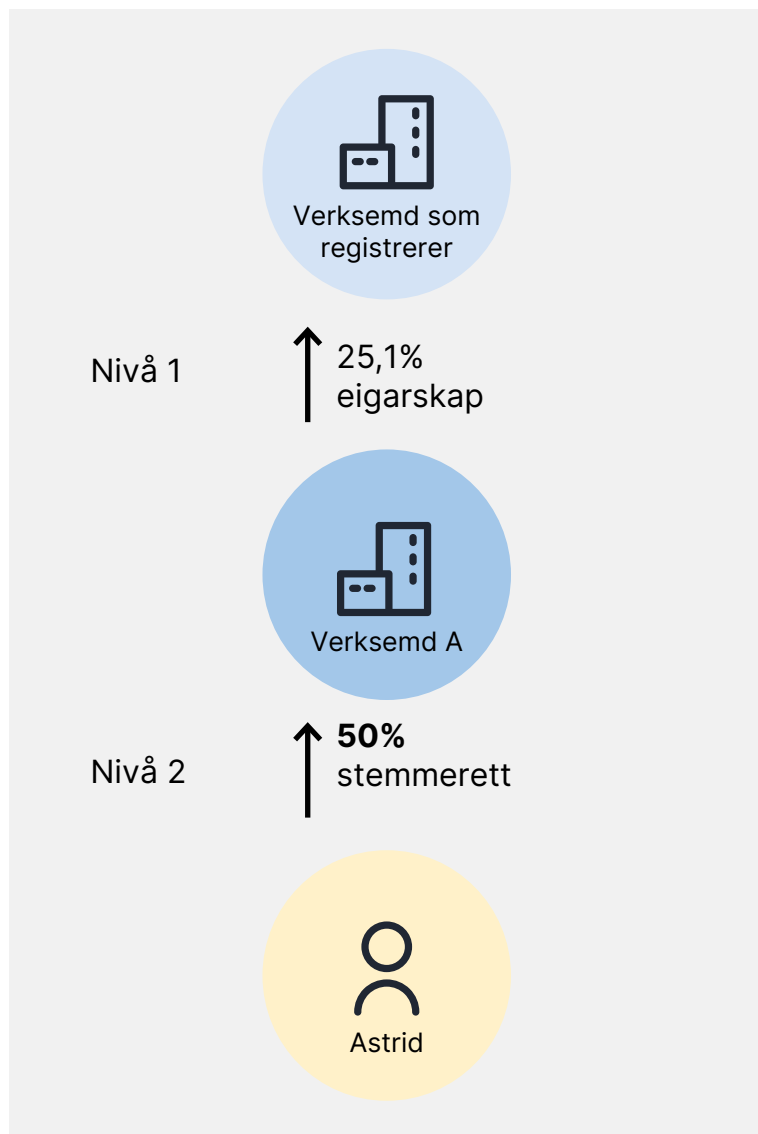 Verksemd som
registrerer
Nivå 1
25,1%
eigarskap
Verksemd A
Nivå 2
50%
stemmerett
Astrid